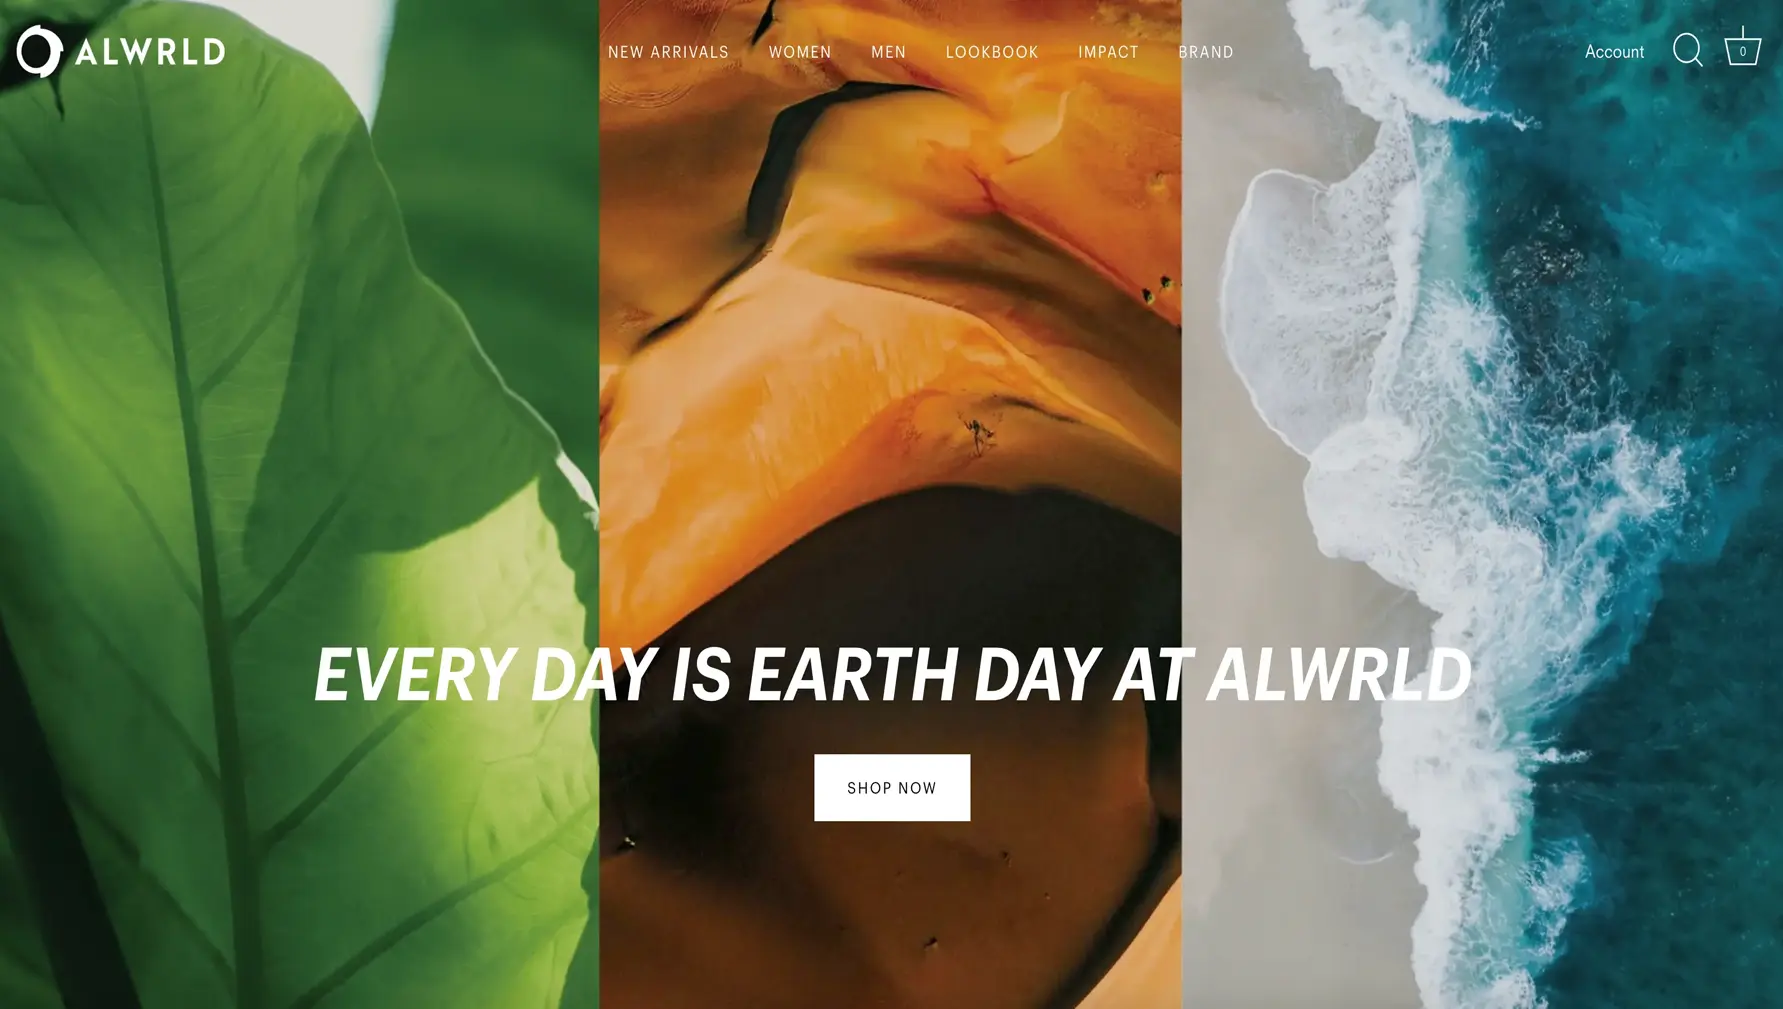 ALWRLD
NEW ARRIVALS WOMEN MEN LOOKBOOK IMPACT BRAND
Account
0
EVERY DAY IS EARTH DAY AT ALWRLD
SHOP NOW